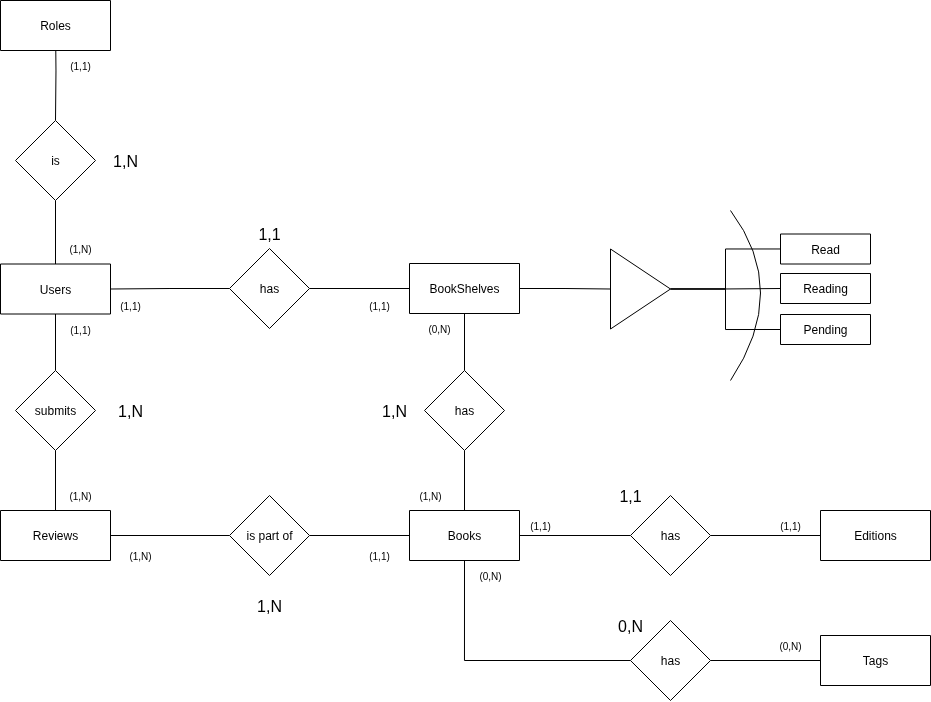 Roles
(1,1)
is
1,N
(1,N)
Users
(1,1)
(1,1)
1,1
has
(1,1)
BookShelves
(0,N)
Read
Reading
Pending
submits
1,N
1,N
has
(1,N)
(1,N)
Reviews
(1,N)
is part of
1,N
(1,1)
Books
(1,1)
(0,N)
1,1
has
(1,1)
Editions
0,N
has
(0,N)
Tags